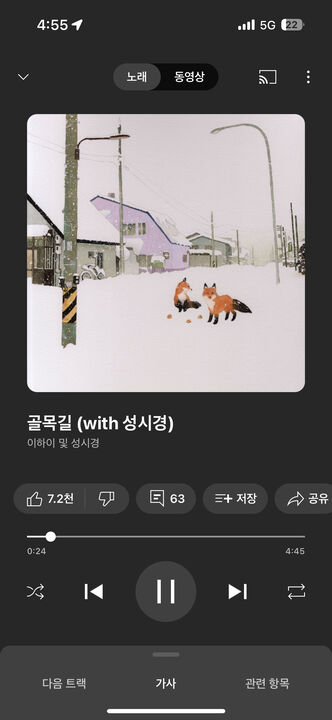 4:55
5G 22
노래 동영상
골목길 (with 성시경)
이하이 및 성시경
7.2천 63 저장 공유
0:24 4:45
다음 트랙 가사 관련 항목